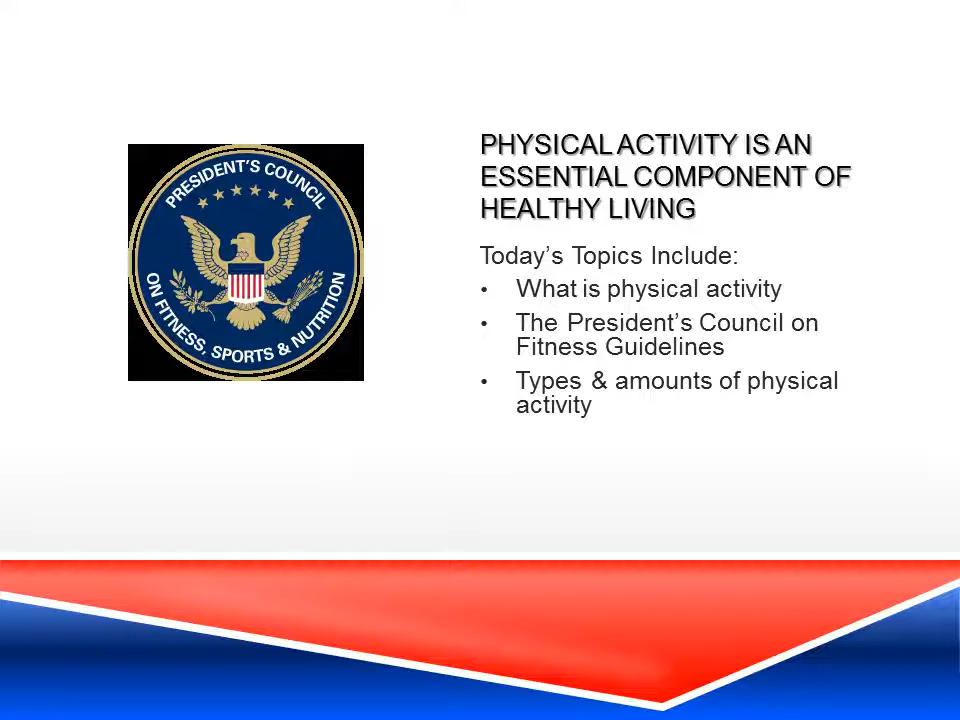 PRESIDENT'S COUNCIL
ON FITNESS, SPORTS & NUTRITION
PHYSICAL ACTIVITY IS AN
ESSENTIAL COMPONENT OF
HEALTHY LIVING
Today’s Topics Include:
• What is physical activity
• The President’s Council on
Fitness Guidelines
• Types & amounts of physical
activity